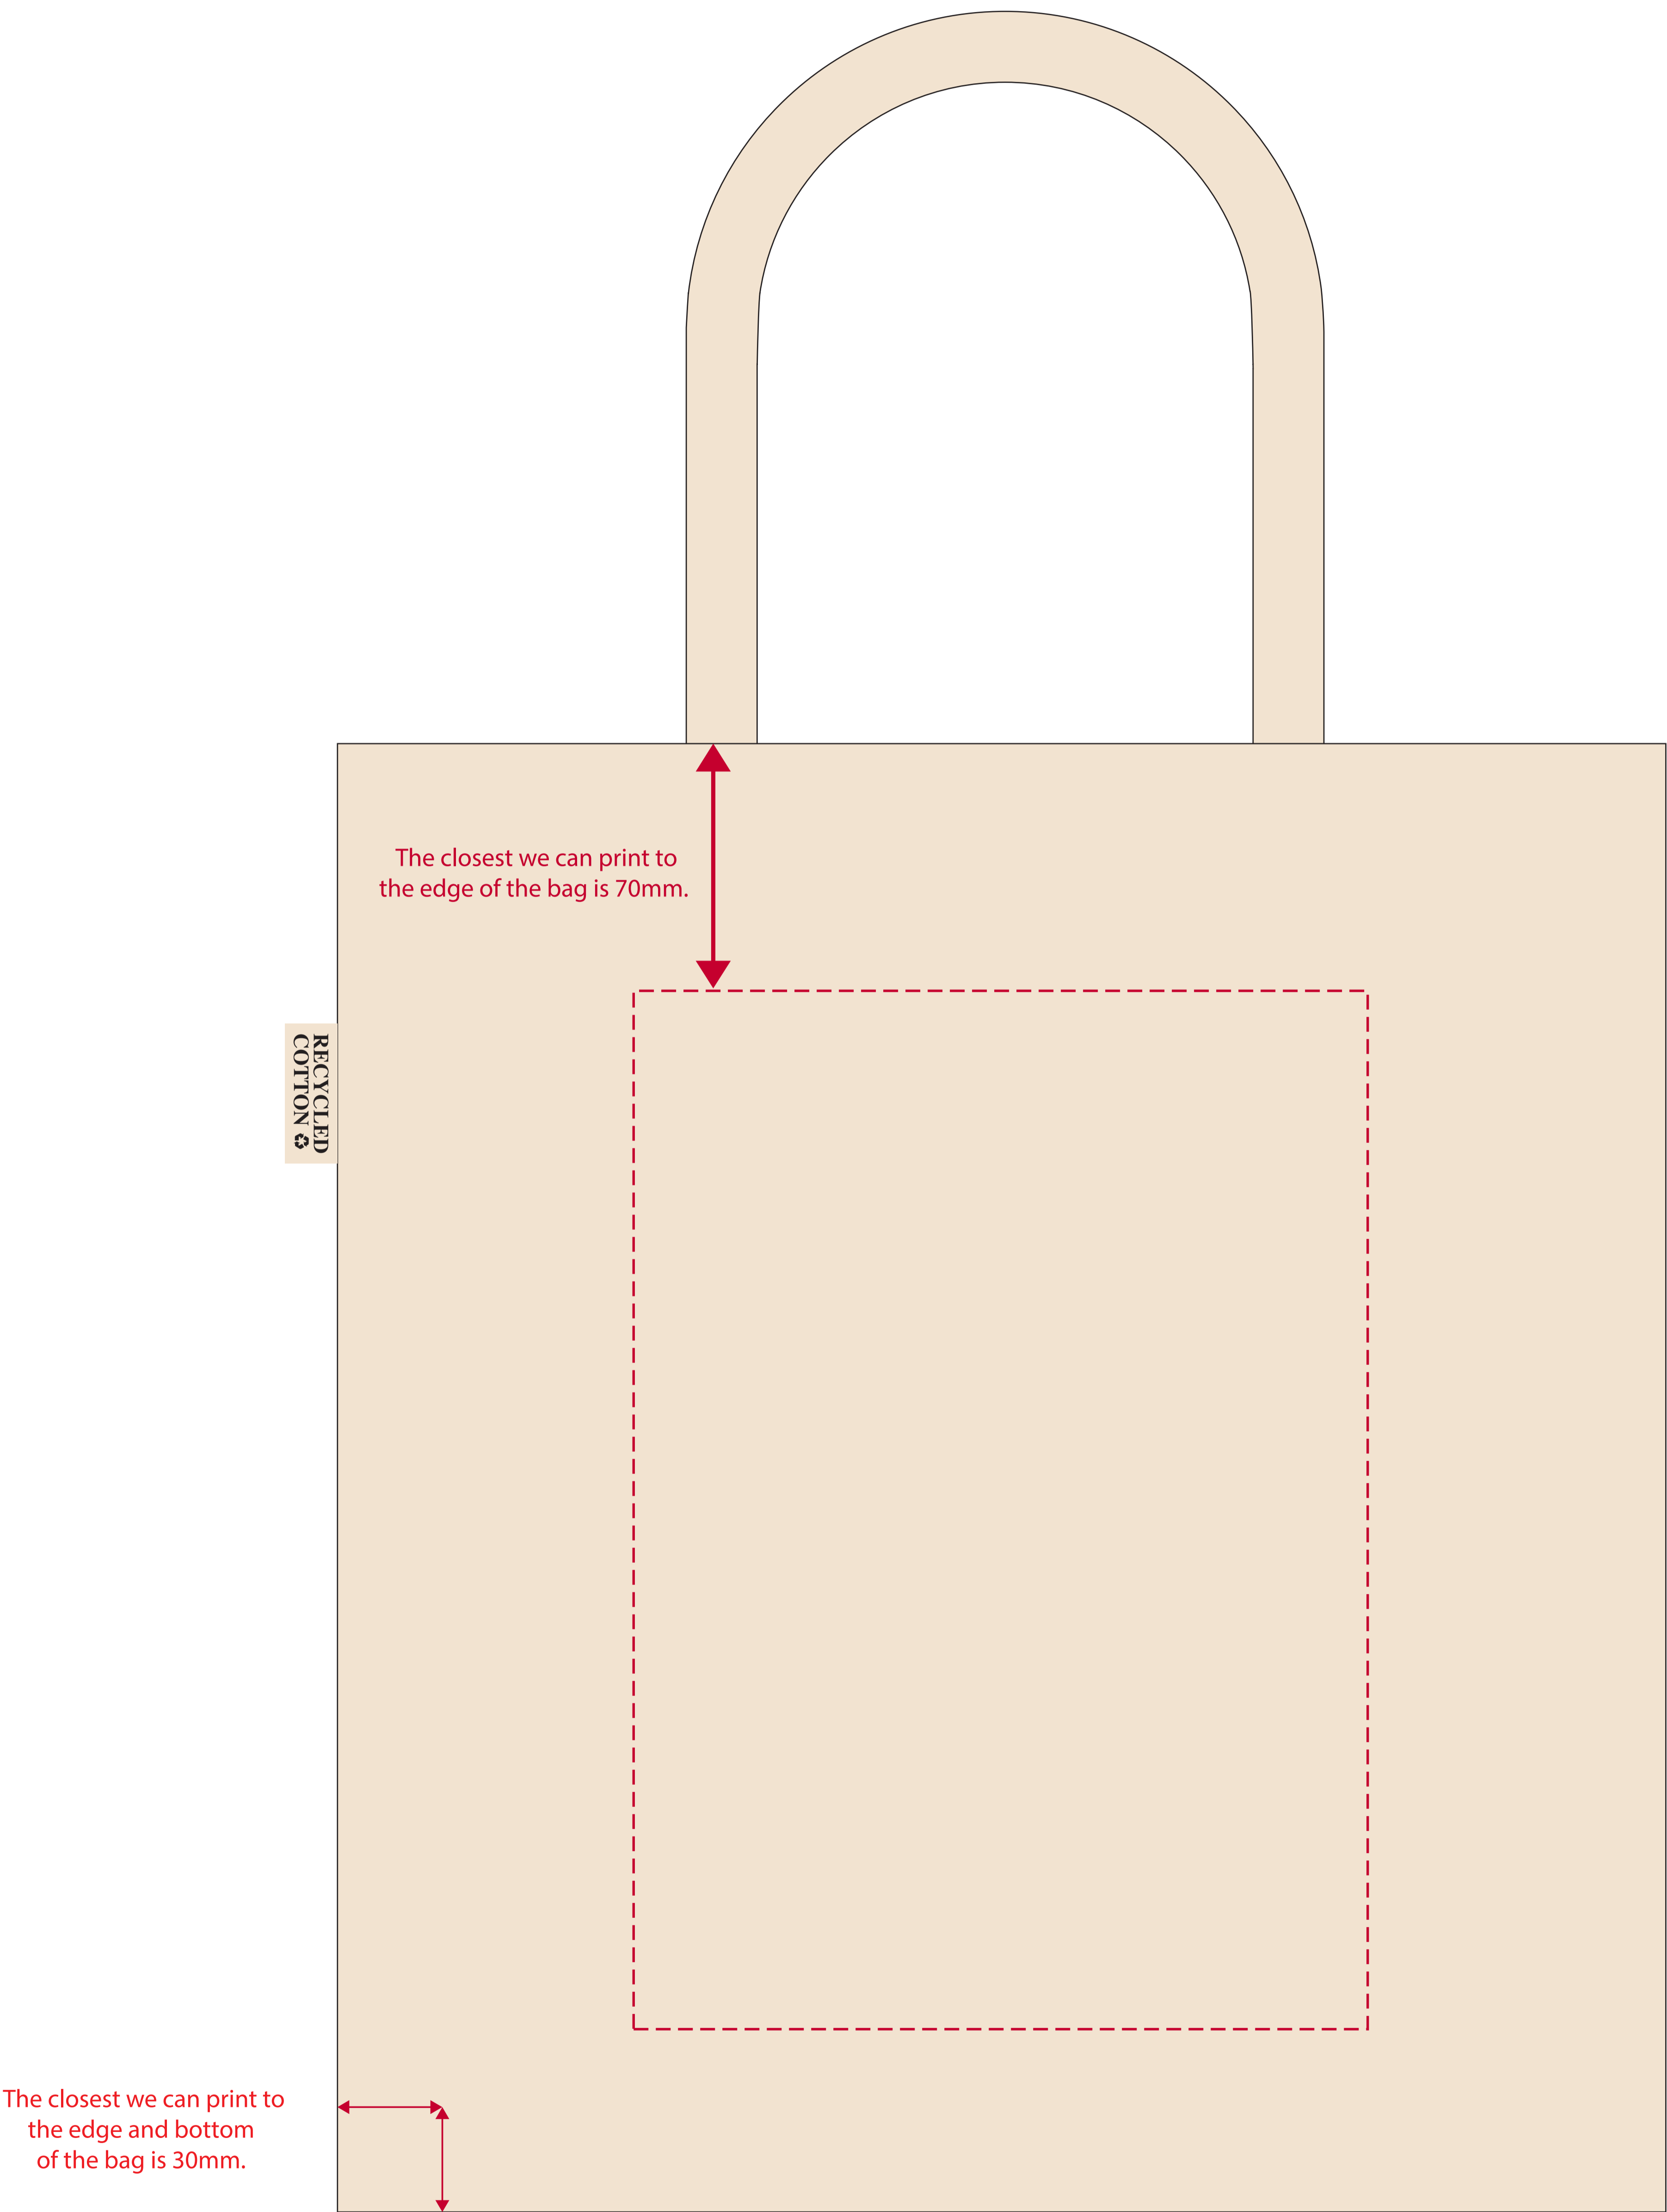 The closest we can print to
the edge of the bag is 70mm.
RECYCLED
COTTON
The closest we can print to
the edge and bottom
of the bag is 30mm.